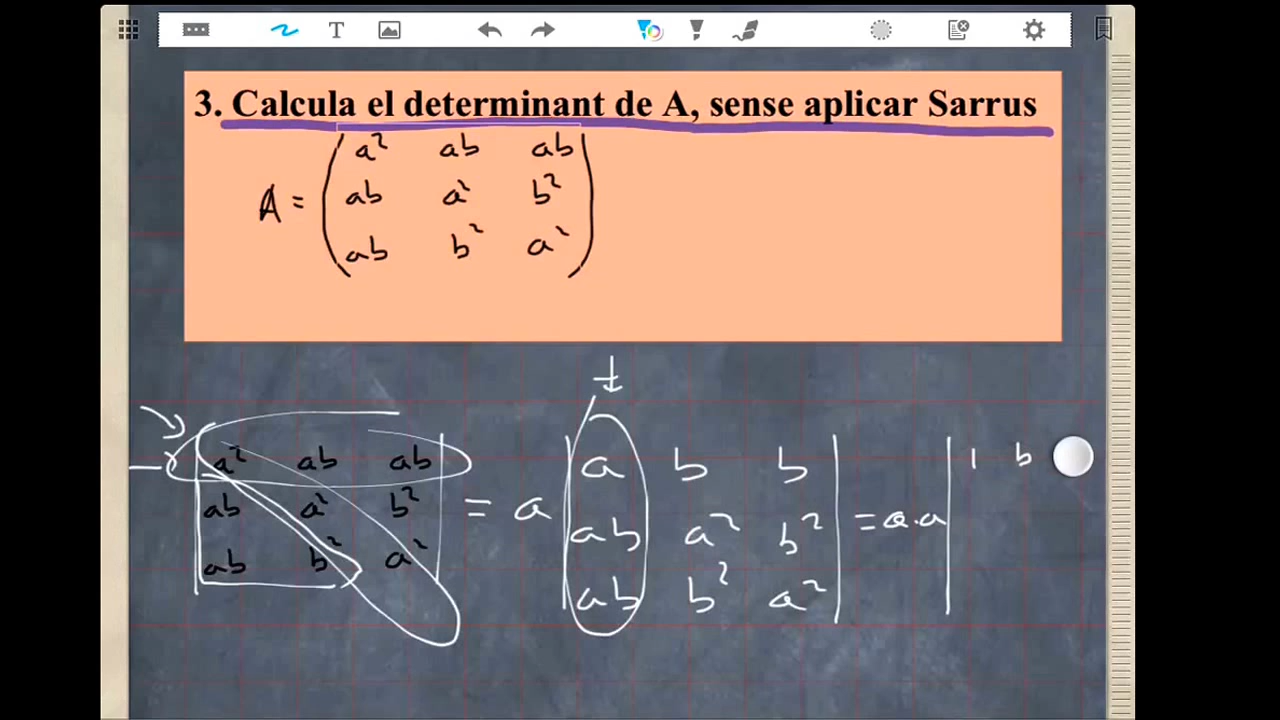 3. Calcula el determinant de A, sense aplicar Sarrus
a² ab ab
A = ab a² b²
ab b² a²
a² ab ab
ab a² b²
ab b² a²
= a
a b b
ab a² b²
ab b² a²
= a·a
1 b